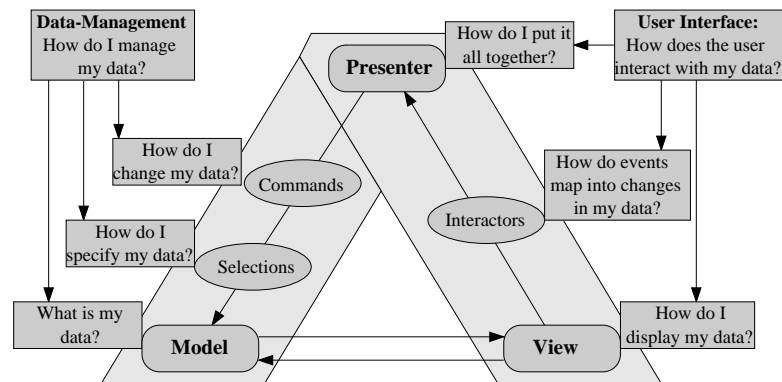 Data-Management
How do I manage
my data?
How do I put it
all together?
User Interface:
How does the user
interact with my data?
Presenter
How do I
change my data?
Commands
How do events
map into changes
in my data?
Interactors
How do I
specify my data?
Selections
What is my
data?
Model
View
How do I
display my data?